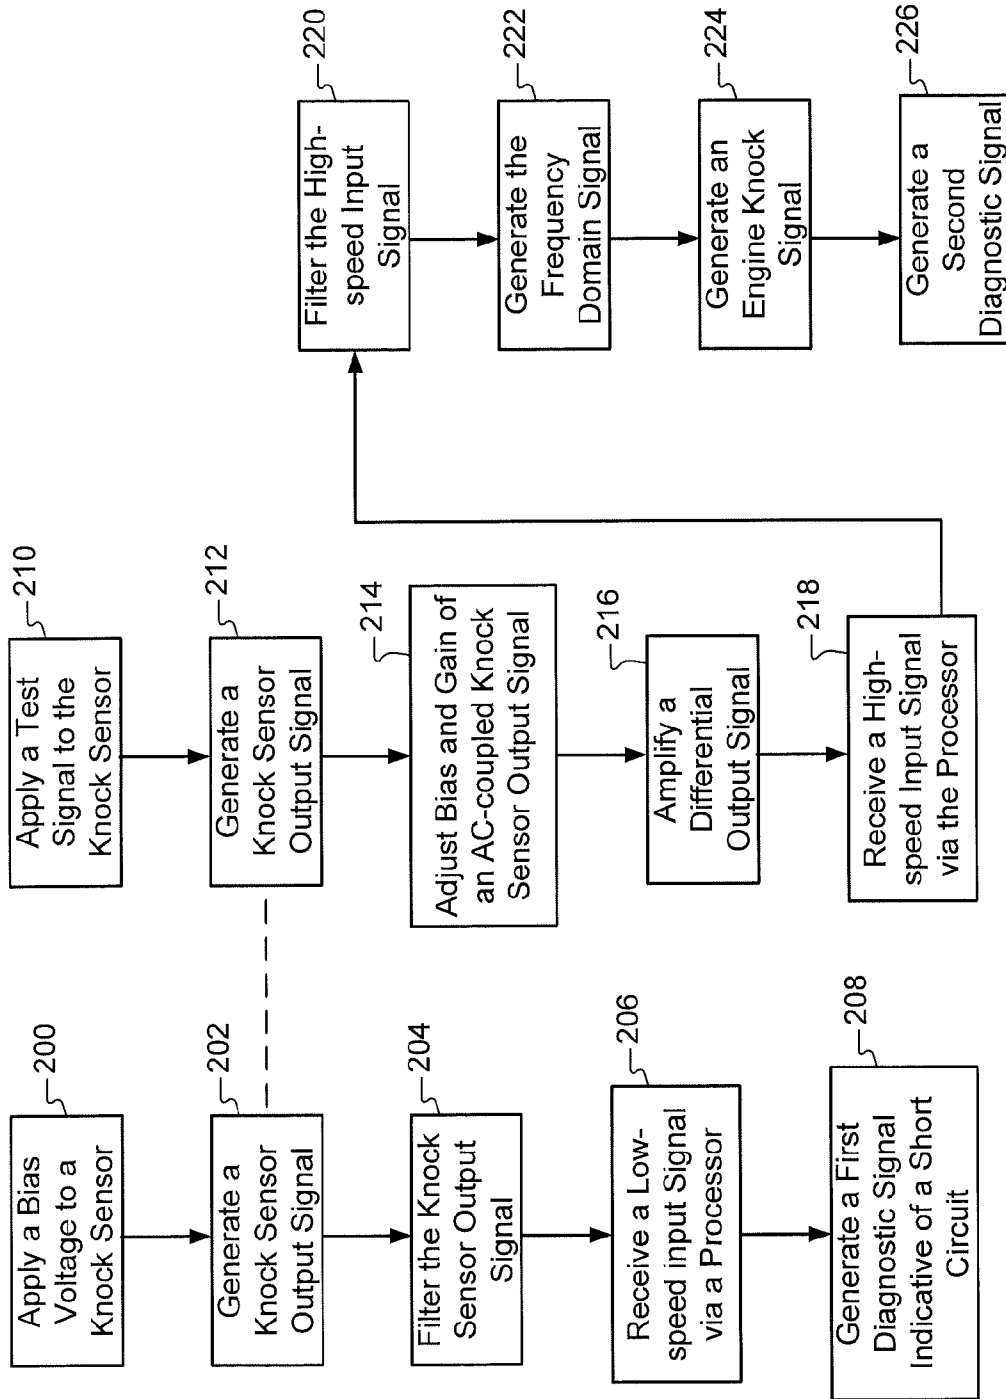 200
Apply a Bias
Voltage to a
Knock Sensor
202
Generate a
Knock Sensor
Output Signal
204
Filter the Knock
Sensor Output
Signal
206
Receive a Low-
speed input Signal
via a Processor
208
Generate a First
Diagnostic Signal
Indicative of a Short
Circuit
210
Apply a Test
Signal to the
Knock Sensor
212
Generate a
Knock Sensor
Output Signal
214
Adjust Bias and Gain of
an AC-coupled Knock
Sensor Output Signal
216
Amplify a
Differential
Output Signal
218
Receive a High-
speed Input Signal
via the Processor
220
Filter the High-
speed Input
Signal
222
Generate the
Frequency
Domain Signal
224
Generate an
Engine Knock
Signal
226
Generate a
Second
Diagnostic Signal